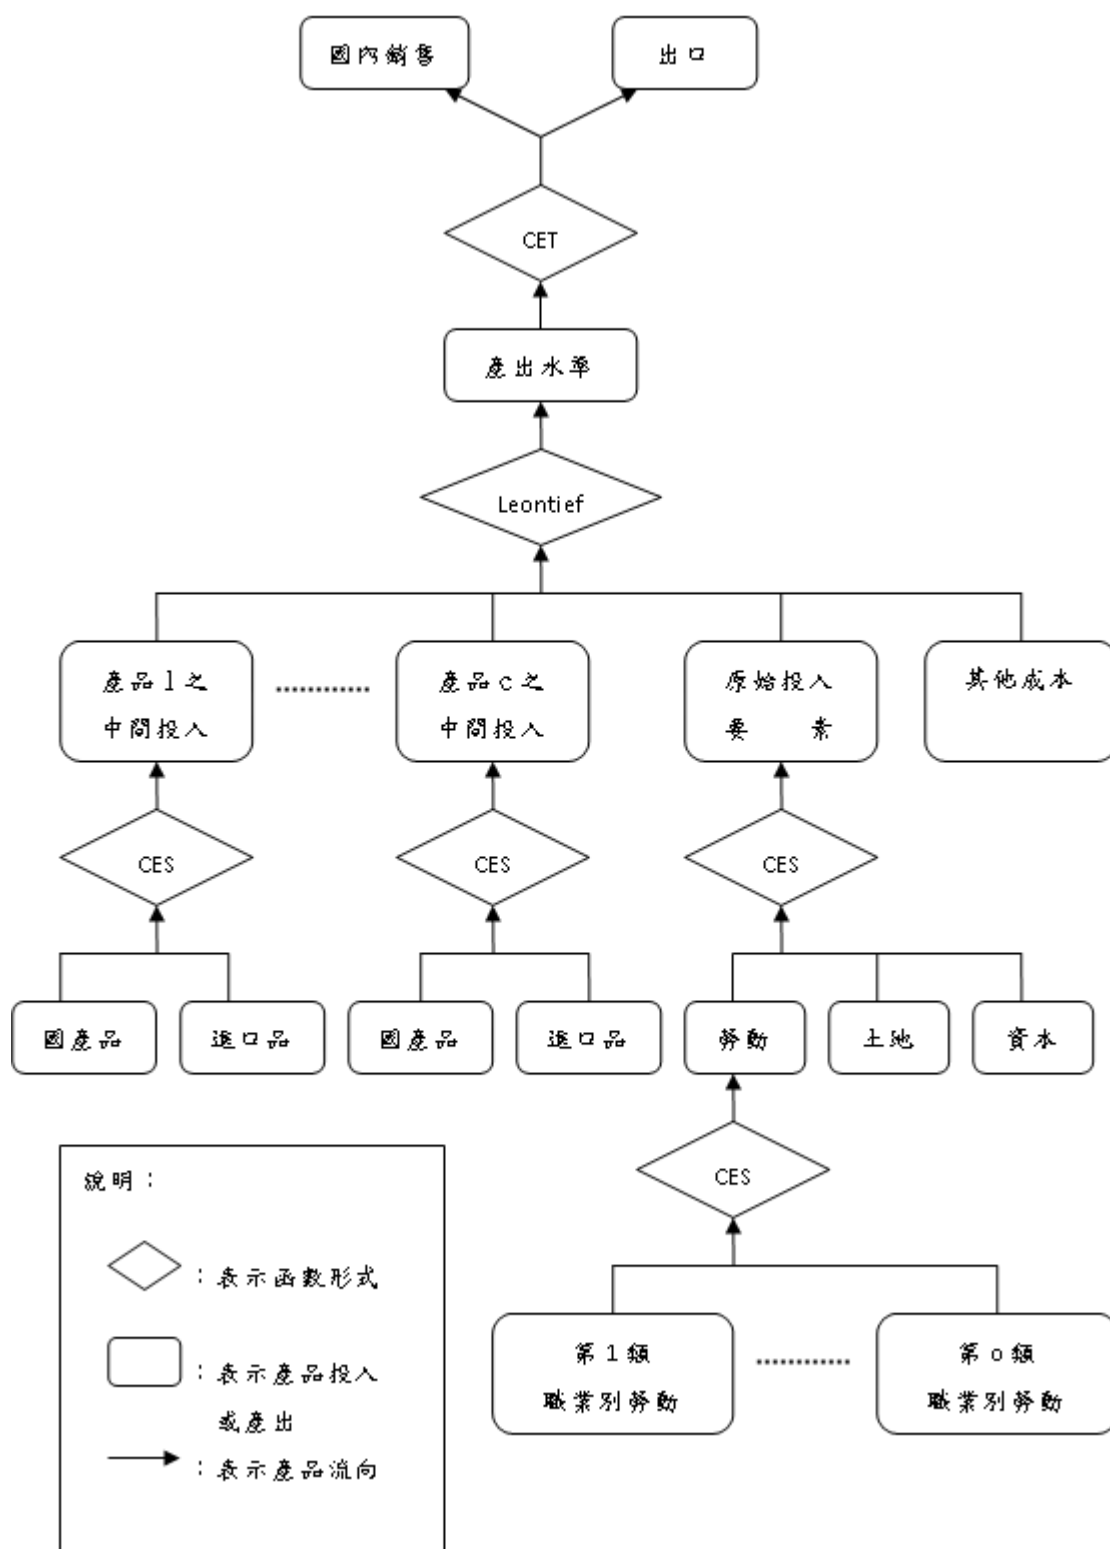 國內銷售
出口
CET
產出水準
Leontief
產品1之
中間投入
產品c之
中間投入
原始投入
要 素
其他成本
CES
CES
CES
國產品
進口品
國產品
進口品
勞動
土地
資本
CES
第1類
職業別勞動
第o類
職業別勞動
說明：
：表示函數形式
：表示產品投入
或產出
：表示產品流向